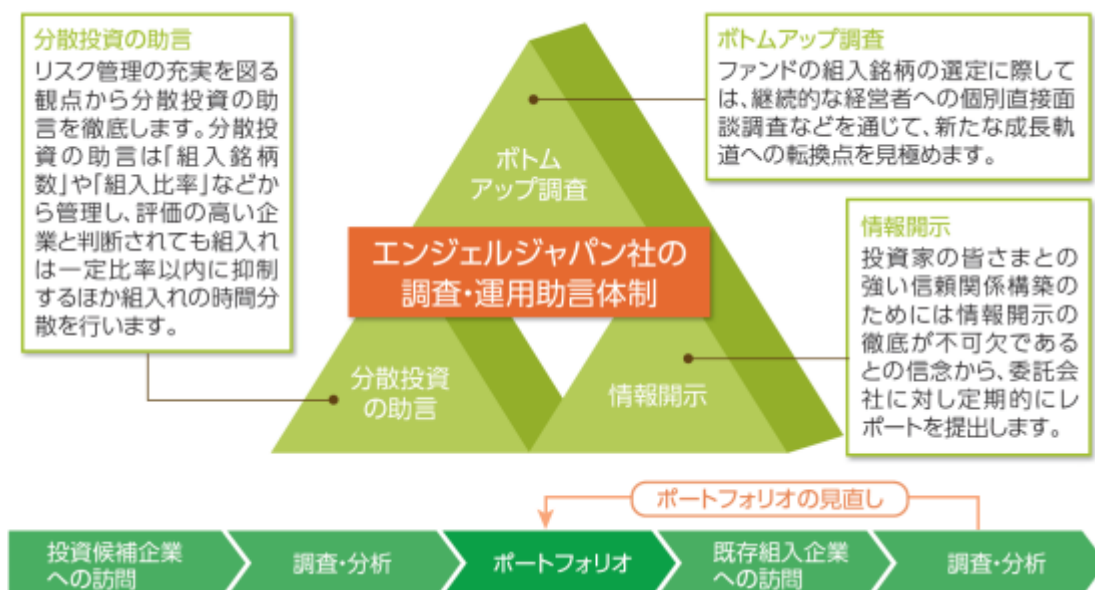 分散投資の助言
リスク管理の充実を図る
観点から分散投資の助
言を徹底します。分散投
資の助言は「組入銘柄
数」や「組入比率」などか
ら管理し、評価の高い企
業と判断されても組入れ
は一定比率以内に抑制
するほか組入れの時間分
散を行います。
ボトムアップ調査
ファンドの組入銘柄の選定に際して
は、継続的な経営者への個別直接面
談調査などを通じて、新たな成長軌
道への転換点を見極めます。
ボトム
アップ調査
エンジェルジャパン社の
調査・運用助言体制
情報開示
投資家の皆さまとの
強い信頼関係構築の
ためには情報開示の
徹底が不可欠である
との信念から、委託会
社に対し定期的にレ
ポートを提出します。
分散投資
の助言
情報開示
ポートフォリオの見直し
投資候補企業
への訪問
調査・分析
ポートフォリオ
既存組入企業
への訪問
調査・分析